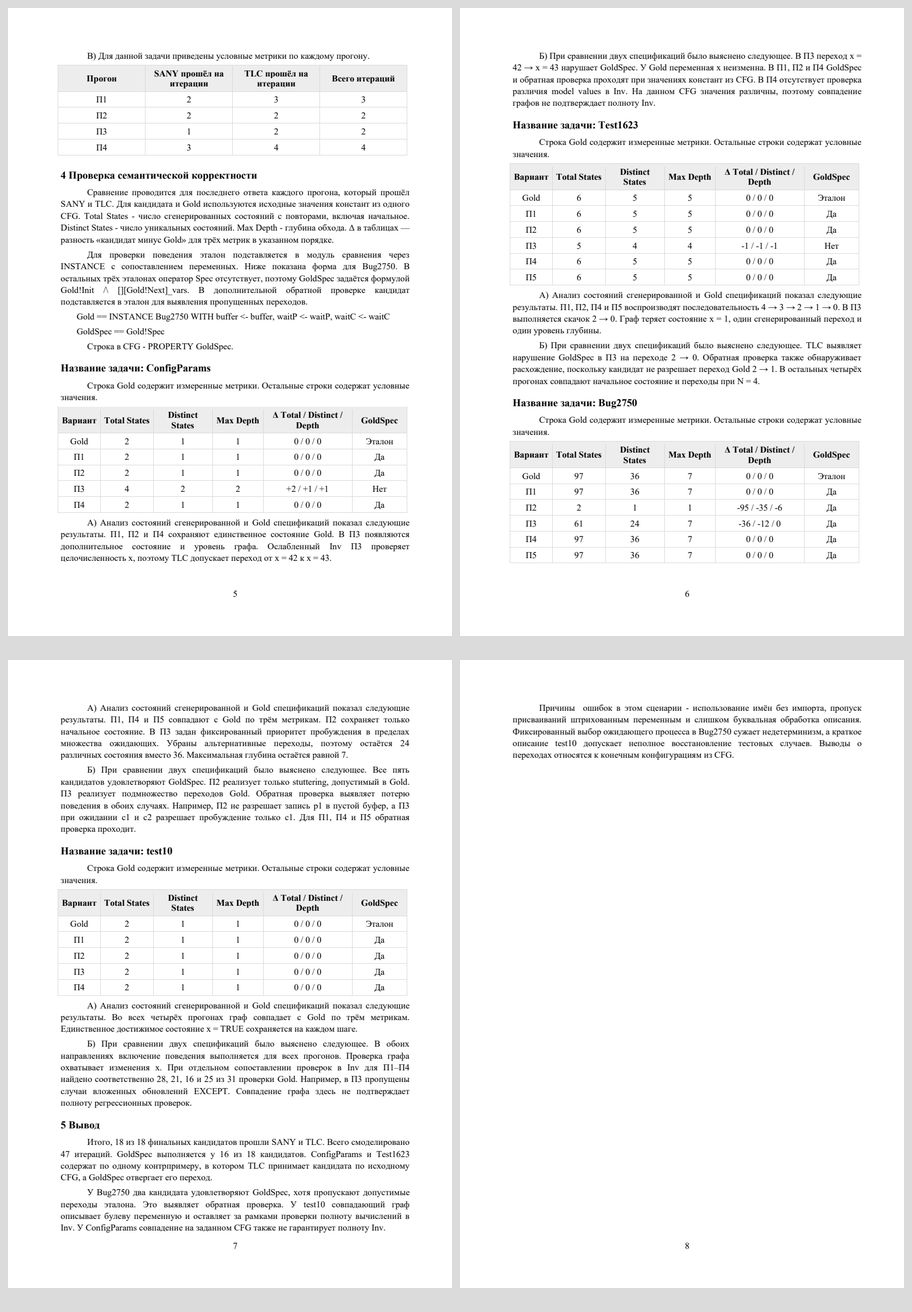 В) Для данной задачи приведены условные метрики по каждому прогону.
Прогон SANY прошёл на итерации TLC прошёл на итерации Всего итераций
П1 2 3 3
П2 2 2 2
П3 1 2 2
П4 3 4 4
4 Проверка семантической корректности
Сравнение проводится для последнего ответа каждого прогона, который прошёл
SANY и TLC. Для кандидата и Gold используются исходные значения констант из одного
CFG. Total States - число сгенерированных состояний с повторами, включая начальное.
Distinct States - число уникальных состояний. Max Depth - глубина обхода. Δ в таблицах —
разность «кандидат минус Gold» для трёх метрик в указанном порядке.
Для проверки поведения эталон подставляется в модуль сравнения через
INSTANCE с сопоставлением переменных. Ниже показана форма для Bug2750. В
остальных трёх эталонах оператор Spec отсутствует, поэтому GoldSpec задаётся формулой
Gold!Init /\ [][Gold!Next]_vars. В дополнительной обратной проверке кандидат
подставляется в эталон для выявления пропущенных переходов.
Gold == INSTANCE Bug2750 WITH buffer <- buffer, waitP <- waitP, waitC <- waitC
GoldSpec == Gold!Spec
Строка в CFG - PROPERTY GoldSpec.
Название задачи: ConfigParams
Строка Gold содержит измеренные метрики. Остальные строки содержат условные
значения.
Вариант Total States Distinct States Max Depth Δ Total / Distinct / Depth GoldSpec
Gold 2 1 1 0 / 0 / 0 Эталон
П1 2 1 1 0 / 0 / 0 Да
П2 2 1 1 0 / 0 / 0 Да
П3 4 2 2 +2 / +1 / +1 Нет
П4 2 1 1 0 / 0 / 0 Да
А) Анализ состояний сгенерированной и Gold спецификаций показал следующие
результаты. П1, П2 и П4 сохраняют единственное состояние Gold. В П3 появляются
дополнительное состояние и уровень графа. Ослабленный Inv П3 проверяет
целочисленность x, поэтому TLC допускает переход от x = 42 к x = 43.
5
Б) При сравнении двух спецификаций было выяснено следующее. В П3 переход x =
42 → x = 43 нарушает GoldSpec. У Gold переменная x неизменна. В П1, П2 и П4 GoldSpec
и обратная проверка проходят при значениях констант из CFG. В П4 отсутствует проверка
различия model values в Inv. На данном CFG значения различны, поэтому совпадение
графов не подтверждает полноту Inv.
Название задачи: Test1623
Строка Gold содержит измеренные метрики. Остальные строки содержат условные
значения.
Вариант Total States Distinct States Max Depth Δ Total / Distinct / Depth GoldSpec
Gold 6 5 5 0 / 0 / 0 Эталон
П1 6 5 5 0 / 0 / 0 Да
П2 6 5 5 0 / 0 / 0 Да
П3 5 4 4 -1 / -1 / -1 Нет
П4 6 5 5 0 / 0 / 0 Да
П5 6 5 5 0 / 0 / 0 Да
А) Анализ состояний сгенерированной и Gold спецификаций показал следующие
результаты. П1, П2, П4 и П5 воспроизводят последовательность 4 → 3 → 2 → 1 → 0. В П3
выполняется скачок 2 → 0. Граф теряет состояние x = 1, один сгенерированный переход и
один уровень глубины.
Б) При сравнении двух спецификаций было выяснено следующее. TLC выявляет
нарушение GoldSpec в П3 на переходе 2 → 0. Обратная проверка также обнаруживает
расхождение, поскольку кандидат не разрешает переход Gold 2 → 1. В остальных четырёх
прогонах совпадают начальное состояние и переходы при N = 4.
Название задачи: Bug2750
Строка Gold содержит измеренные метрики. Остальные строки содержат условные
значения.
Вариант Total States Distinct States Max Depth Δ Total / Distinct / Depth GoldSpec
Gold 97 36 7 0 / 0 / 0 Эталон
П1 97 36 7 0 / 0 / 0 Да
П2 2 1 1 -95 / -35 / -6 Да
П3 61 24 7 -36 / -12 / 0 Да
П4 97 36 7 0 / 0 / 0 Да
П5 97 36 7 0 / 0 / 0 Да
6
А) Анализ состояний сгенерированной и Gold спецификаций показал следующие
результаты. П1, П4 и П5 совпадают с Gold по трём метрикам. П2 сохраняет только
начальное состояние. В П3 задан фиксированный приоритет пробуждения в пределах
множества ожидающих. Убраны альтернативные переходы, поэтому остаётся 24
различных состояния вместо 36. Максимальная глубина остаётся равной 7.
Б) При сравнении двух спецификаций было выяснено следующее. Все пять
кандидатов удовлетворяют GoldSpec. П2 реализует только stuttering, допустимый в Gold.
П3 реализует подмножество переходов Gold. Обратная проверка выявляет потерю
поведения в обоих случаях. Например, П2 не разрешает запись p1 в пустой буфер, а П3
при ожидании c1 и c2 разрешает пробуждение только c1. Для П1, П4 и П5 обратная
проверка проходит.
Название задачи: test10
Строка Gold содержит измеренные метрики. Остальные строки содержат условные
значения.
Вариант Total States Distinct States Max Depth Δ Total / Distinct / Depth GoldSpec
Gold 2 1 1 0 / 0 / 0 Эталон
П1 2 1 1 0 / 0 / 0 Да
П2 2 1 1 0 / 0 / 0 Да
П3 2 1 1 0 / 0 / 0 Да
П4 2 1 1 0 / 0 / 0 Да
А) Анализ состояний сгенерированной и Gold спецификаций показал следующие
результаты. Во всех четырёх прогонах граф совпадает с Gold по трём метрикам.
Единственное достижимое состояние x = TRUE сохраняется на каждом шаге.
Б) При сравнении двух спецификаций было выяснено следующее. В обоих
направлениях включение поведения выполняется для всех прогонов. Проверка графа
охватывает изменения x. При отдельном сопоставлении проверок в Inv для П1–П4
найдено соответственно 28, 21, 16 и 25 из 31 проверки Gold. Например, в П3 пропущены
случаи вложенных обновлений EXCEPT. Совпадение графа здесь не подтверждает
полноту регрессионных проверок.
5 Вывод
Итого, 18 из 18 финальных кандидатов прошли SANY и TLC. Всего смоделировано
47 итераций. GoldSpec выполняется у 16 из 18 кандидатов. ConfigParams и Test1623
содержат по одному контрпримеру, в котором TLC принимает кандидата по исходному
CFG, а GoldSpec отвергает его переход.
У Bug2750 два кандидата удовлетворяют GoldSpec, хотя пропускают допустимые
переходы эталона. Это выявляет обратная проверка. У test10 совпадающий граф
описывает булеву переменную и оставляет за рамками проверки полноту вычислений в
Inv. У ConfigParams совпадение на заданном CFG также не гарантирует полноту Inv.
7
Причины ошибок в этом сценарии - использование имён без импорта, пропуск
присваиваний штрихованным переменным и слишком буквальная обработка описания.
Фиксированный выбор ожидающего процесса в Bug2750 сужает недетерминизм, а краткое
описание test10 допускает неполное восстановление тестовых случаев. Выводы о
переходах относятся к конечным конфигурациям из CFG.
8